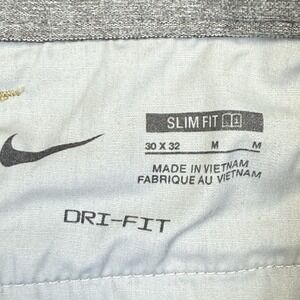 SLIM FIT
30 X 32 M M
MADE IN VIETNAM
FABRIQUE AU VIETNAM
DRI-FIT